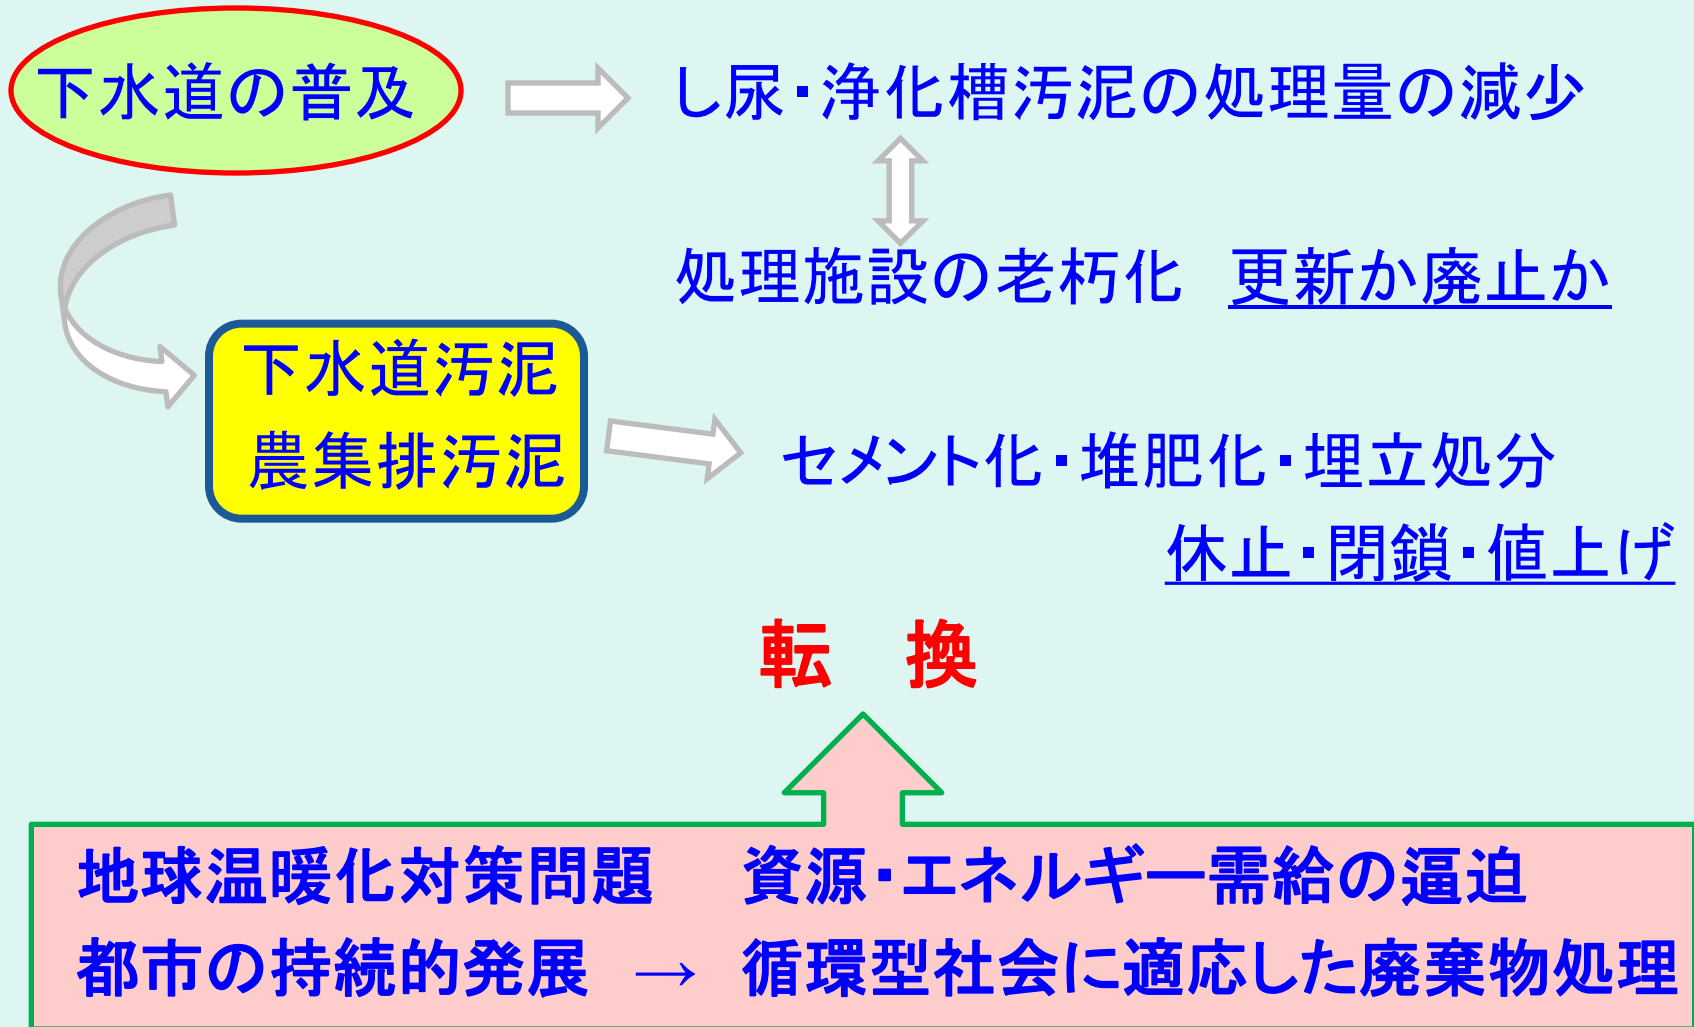 下水道の普及
し尿・浄化槽汚泥の処理量の減少
処理施設の老朽化　更新か廃止か
下水道汚泥
農集排汚泥
セメント化・堆肥化・埋立処分
休止・閉鎖・値上げ
転　換
地球温暖化対策問題　資源・エネルギー需給の逼迫
都市の持続的発展　→　循環型社会に適応した廃棄物処理